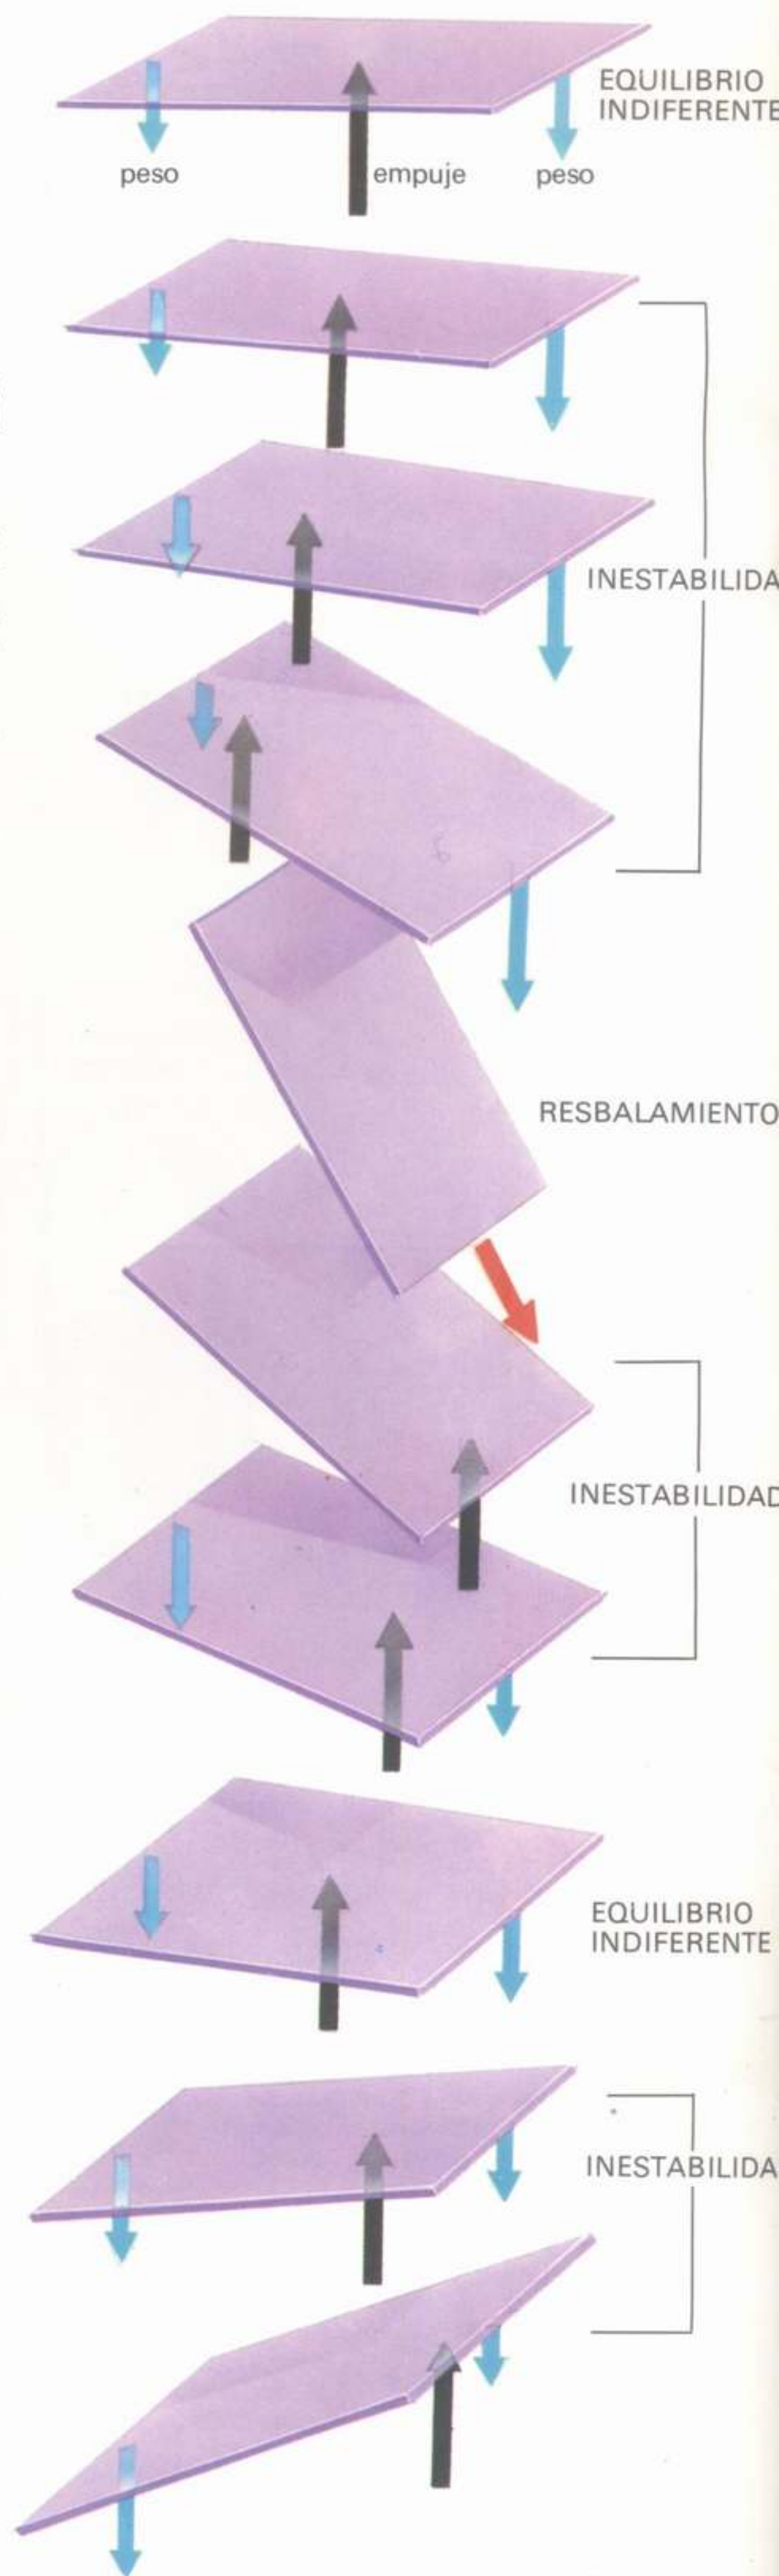 EQUILIBRIO
INDIFERENTE
peso
empuje
peso
INESTABILIDA
RESBALAMIENTO
INESTABILIDAD
EQUILIBRIO
INDIFERENTE
INESTABILIDA